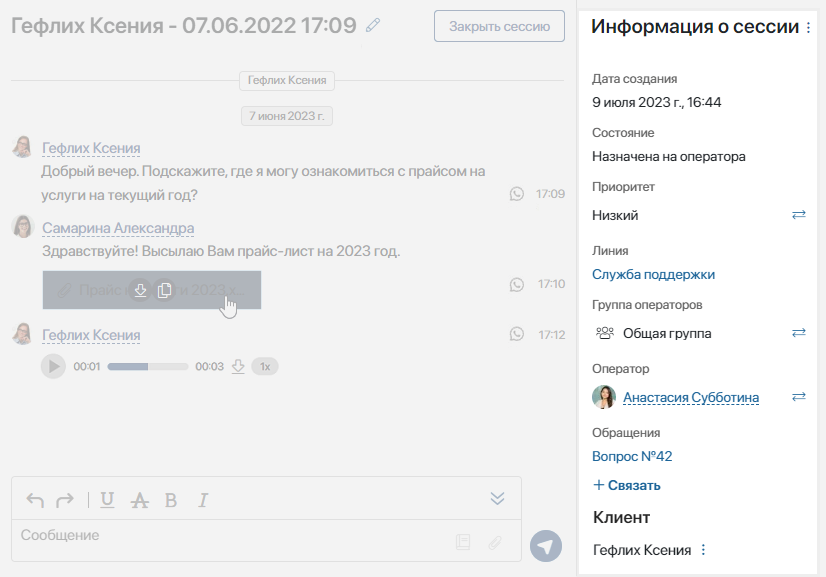 Гефлих Ксения - 07.06.2022 17:09
Закрыть сессию
Гефлих Ксения
7 июня 2023 г.
Гефлих Ксения
Добрый вечер. Подскажите, где я могу ознакомиться с прайсом на
услуги на текущий год?
17:09
Самарина Александра
Здравствуйте! Высылаю Вам прайс-лист на 2023 год.
Прайс 2023
17:10
Гефлих Ксения
17:12
00:01
00:03
1x
U A B I
Сообщение
Информация о сессии
Дата создания
9 июля 2023 г., 16:44
Состояние
Назначена на оператора
Приоритет
Низкий
Линия
Служба поддержки
Группа операторов
Общая группа
Оператор
Анастасия Субботина
Обращения
Вопрос №42
+ Связать
Клиент
Гефлих Ксения